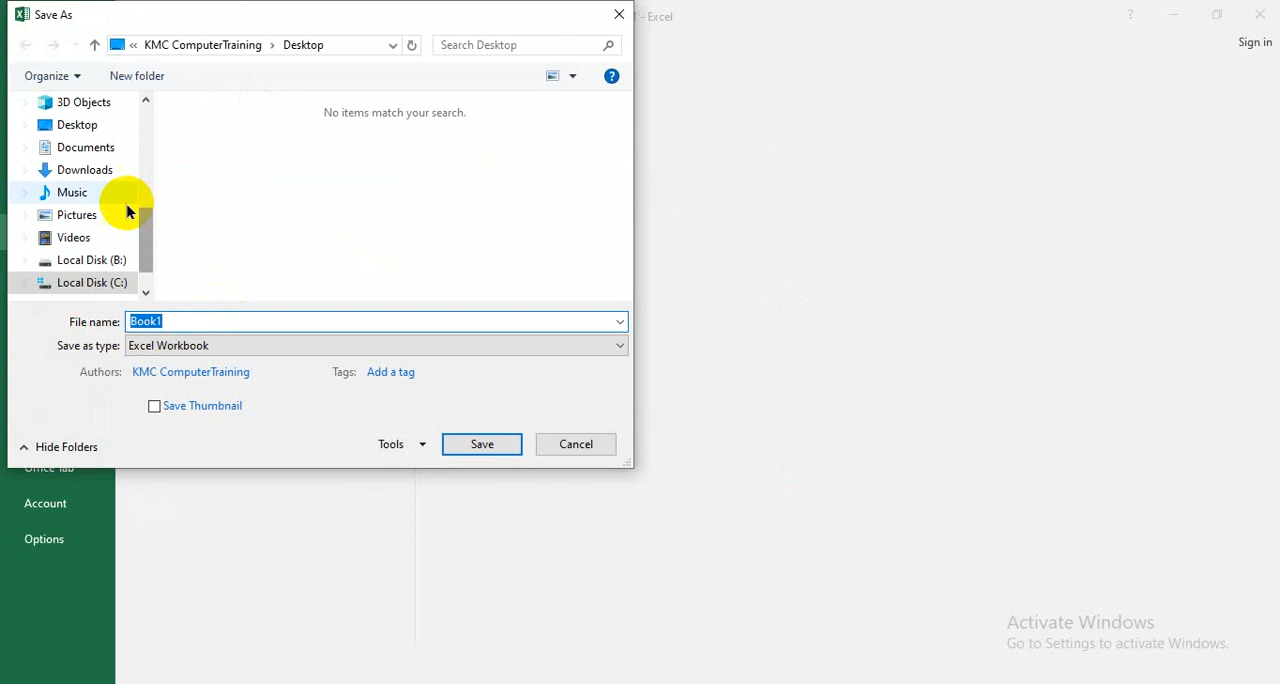 Save As
- Excel
Sign in
« KMC ComputerTraining > Desktop
Search Desktop
Organize
New folder
3D Objects
Desktop
Documents
Downloads
Music
Pictures
Videos
Local Disk (B:)
Local Disk (C:)
No items match your search.
File name: Book1
Save as type: Excel Workbook
Authors: KMC ComputerTraining
Tags: Add a tag
Save Thumbnail
Hide Folders
Tools
Save
Cancel
Office Tab
Account
Options
Activate Windows
Go to Settings to activate Windows.